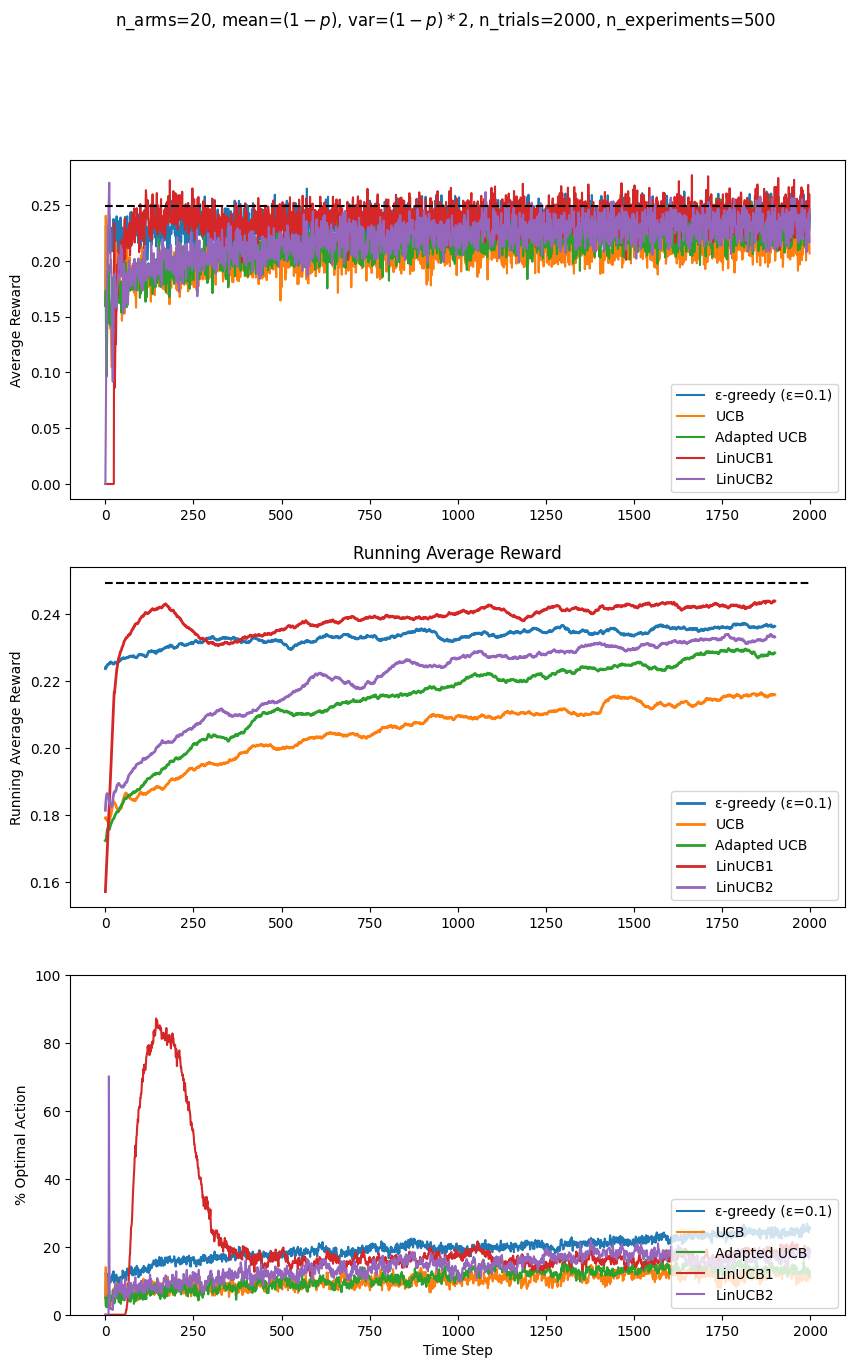 n_arms=20, mean=(1 − p), var=(1 − p) * 2, n_trials=2000, n_experiments=500
Average Reward
0.25
0.20
0.15
0.10
0.05
0.00
0 250 500 750 1000 1250 1500 1750 2000
ε-greedy (ε=0.1)
UCB
Adapted UCB
LinUCB1
LinUCB2
Running Average Reward
Running Average Reward
0.24
0.22
0.20
0.18
0.16
0 250 500 750 1000 1250 1500 1750 2000
ε-greedy (ε=0.1)
UCB
Adapted UCB
LinUCB1
LinUCB2
% Optimal Action
100
80
60
40
20
0
0 250 500 750 1000 1250 1500 1750 2000
ε-greedy (ε=0.1)
UCB
Adapted UCB
LinUCB1
LinUCB2
Time Step